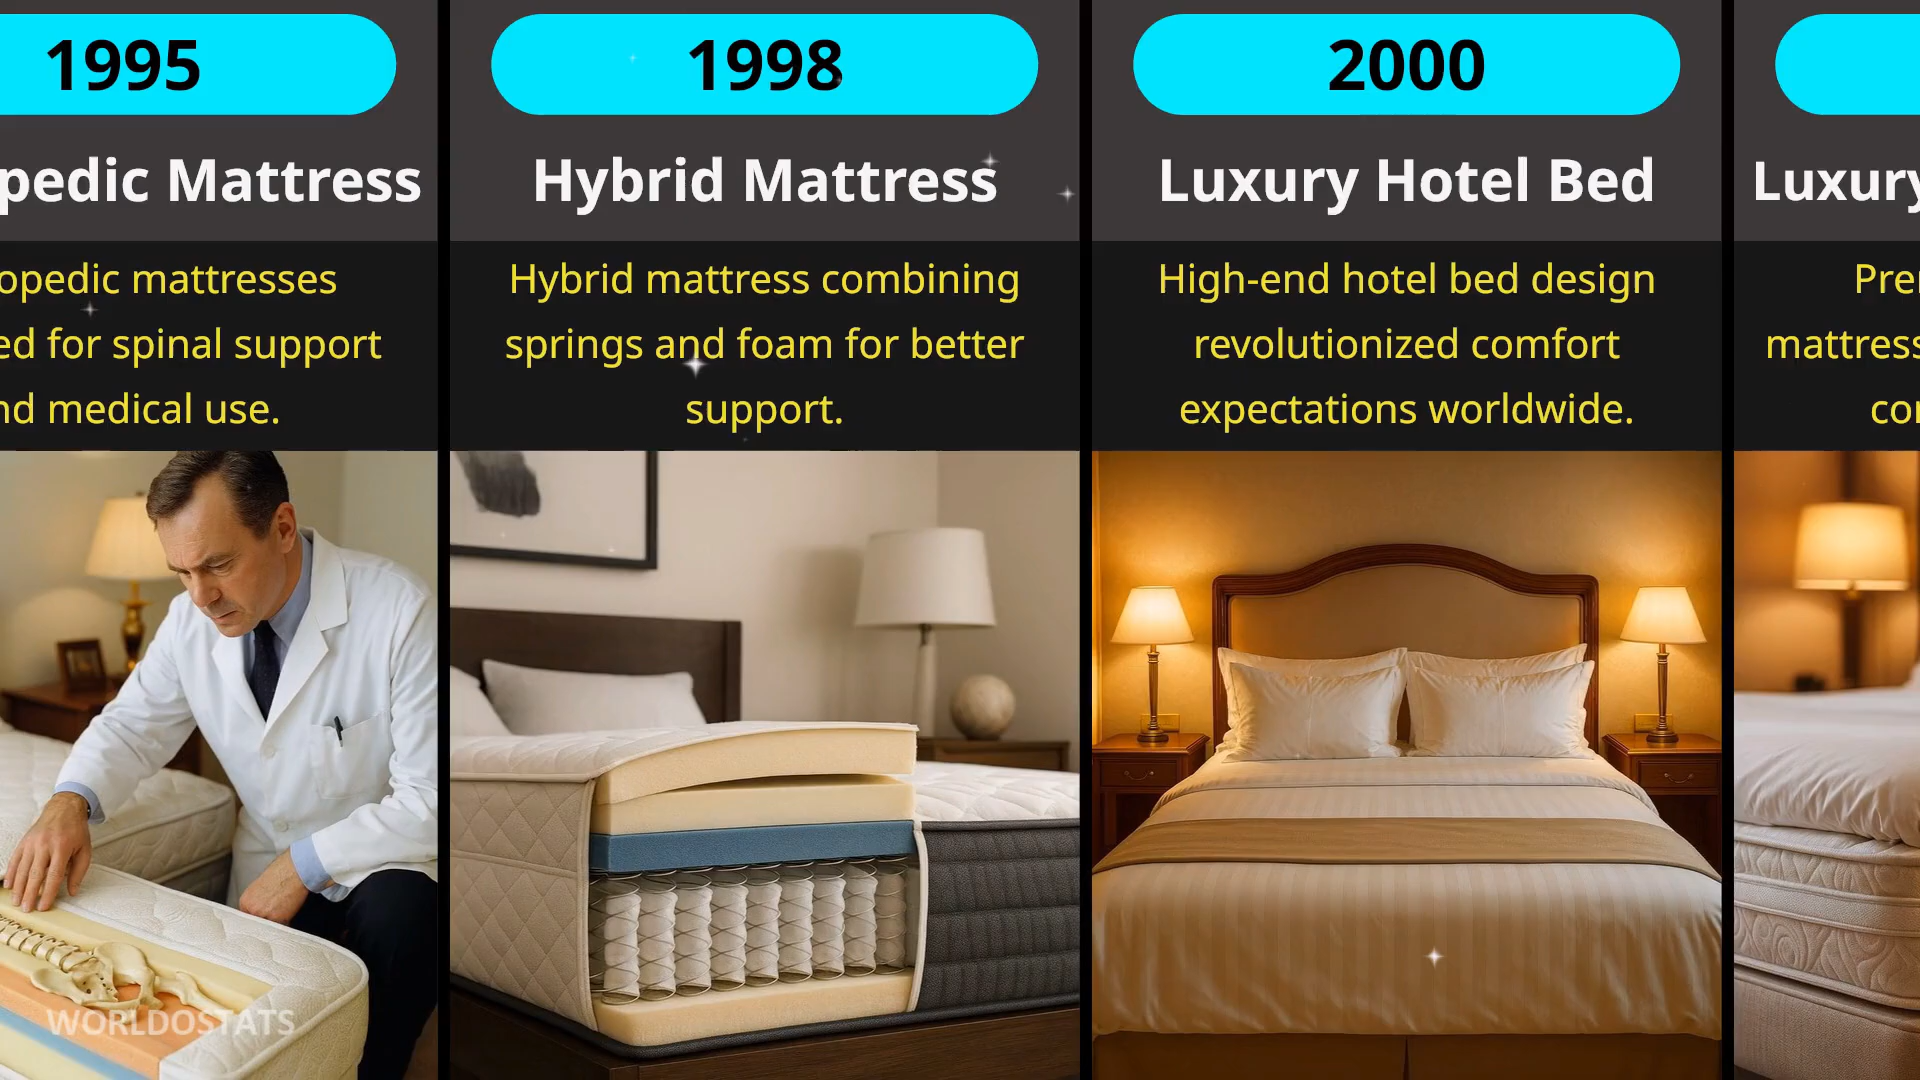 1995
pedic Mattress
opedic mattresses
ed for spinal support
nd medical use.
1998
Hybrid Mattress
Hybrid mattress combining
springs and foam for better
support.
2000
Luxury Hotel Bed
High-end hotel bed design
revolutionized comfort
expectations worldwide.
Luxury
Pre
mattress
co
WORLDOSTATS